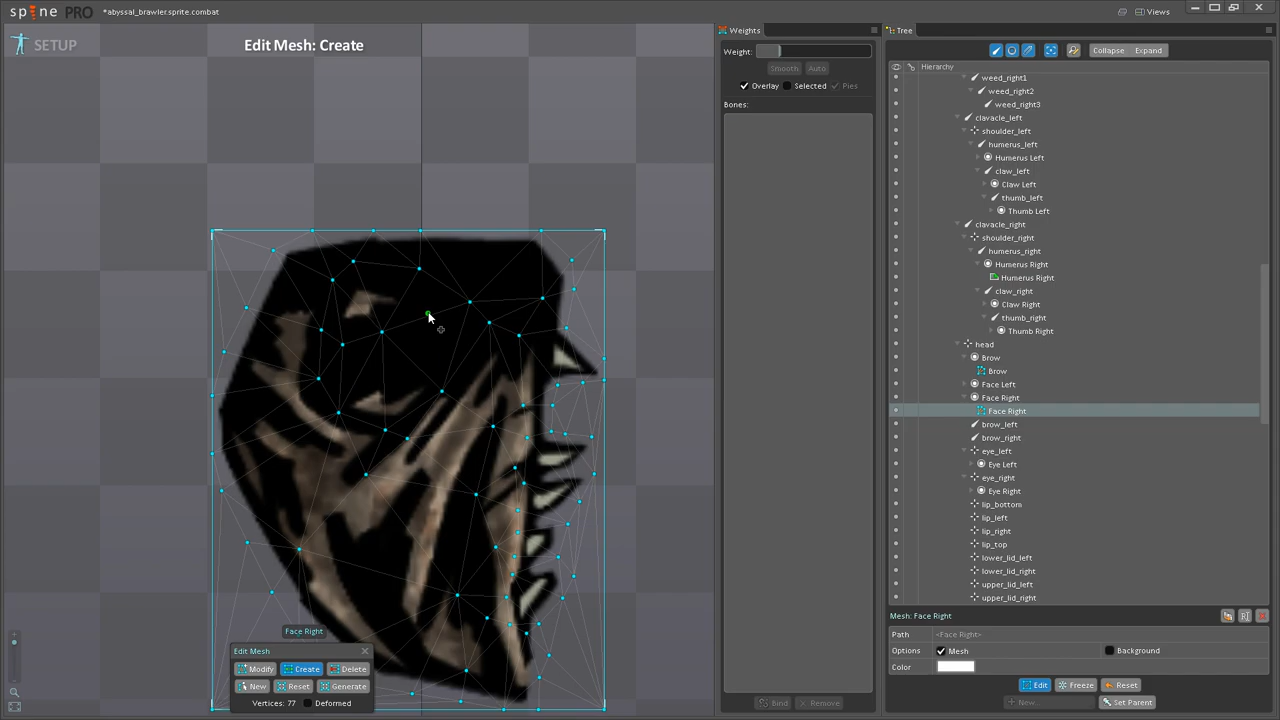 spine PRO *abyssal_brawler.sprite.combat Views
SETUP
Edit Mesh: Create
Weights
Weight:
Smooth Auto
Overlay Selected Pies
Bones:
Bind Remove
Tree
Collapse Expand
Hierarchy
weed_right1
weed_right2
weed_right3
clavacle_left
shoulder_left
humerus_left
Humerus Left
claw_left
Claw Left
thumb_left
Thumb Left
clavacle_right
shoulder_right
humerus_right
Humerus Right
Humerus Right
claw_right
Claw Right
thumb_right
Thumb Right
head
Brow
Brow
Face Left
Face Right
Face Right
brow_left
brow_right
eye_left
Eye Left
eye_right
Eye Right
lip_bottom
lip_left
lip_right
lip_top
lower_lid_left
lower_lid_right
upper_lid_left
upper_lid_right
Mesh: Face Right
Path <Face Right>
Options Mesh Background
Color
Edit Freeze Reset
New... Set Parent
Face Right
Edit Mesh
Modify Create Delete
New Reset Generate
Vertices: 77 Deformed